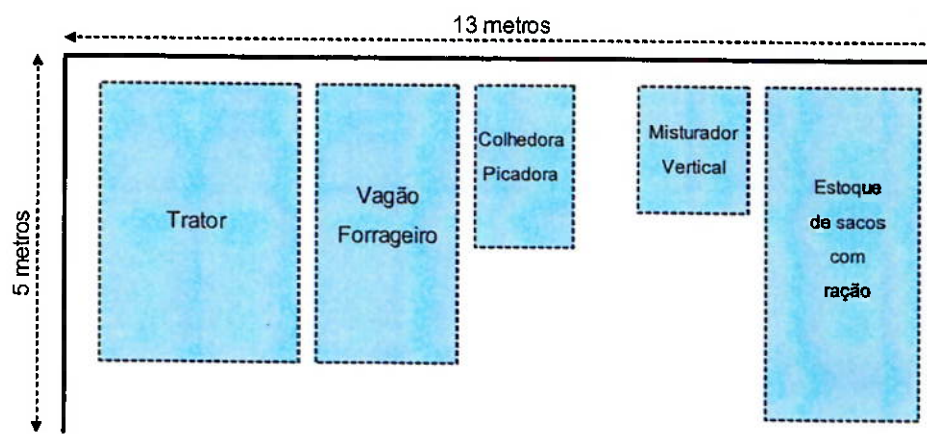 13 metros
5 metros
Trator
Vagão
Forrageiro
Colhedora
Picadora
Misturador
Vertical
Estoque
de sacos
com
ração